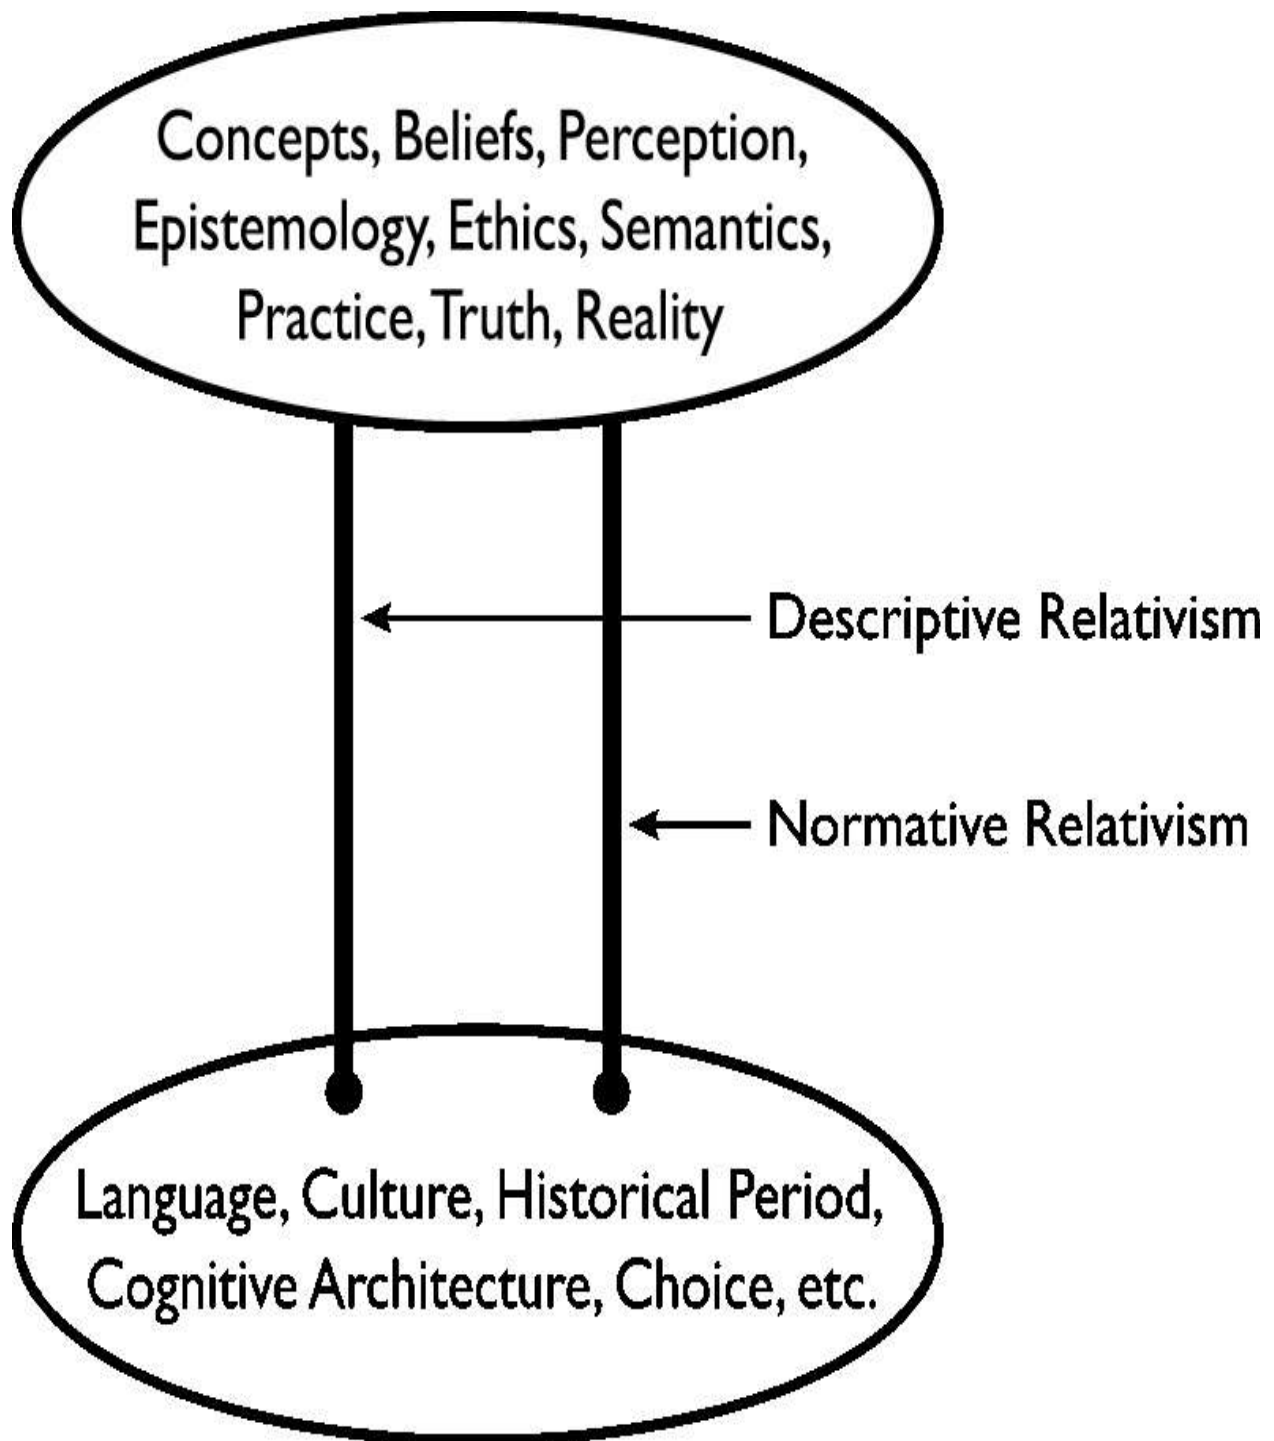 Concepts, Beliefs, Perception,
Epistemology, Ethics, Semantics,
Practice, Truth, Reality
Descriptive Relativism
Normative Relativism
Language, Culture, Historical Period,
Cognitive Architecture, Choice, etc.